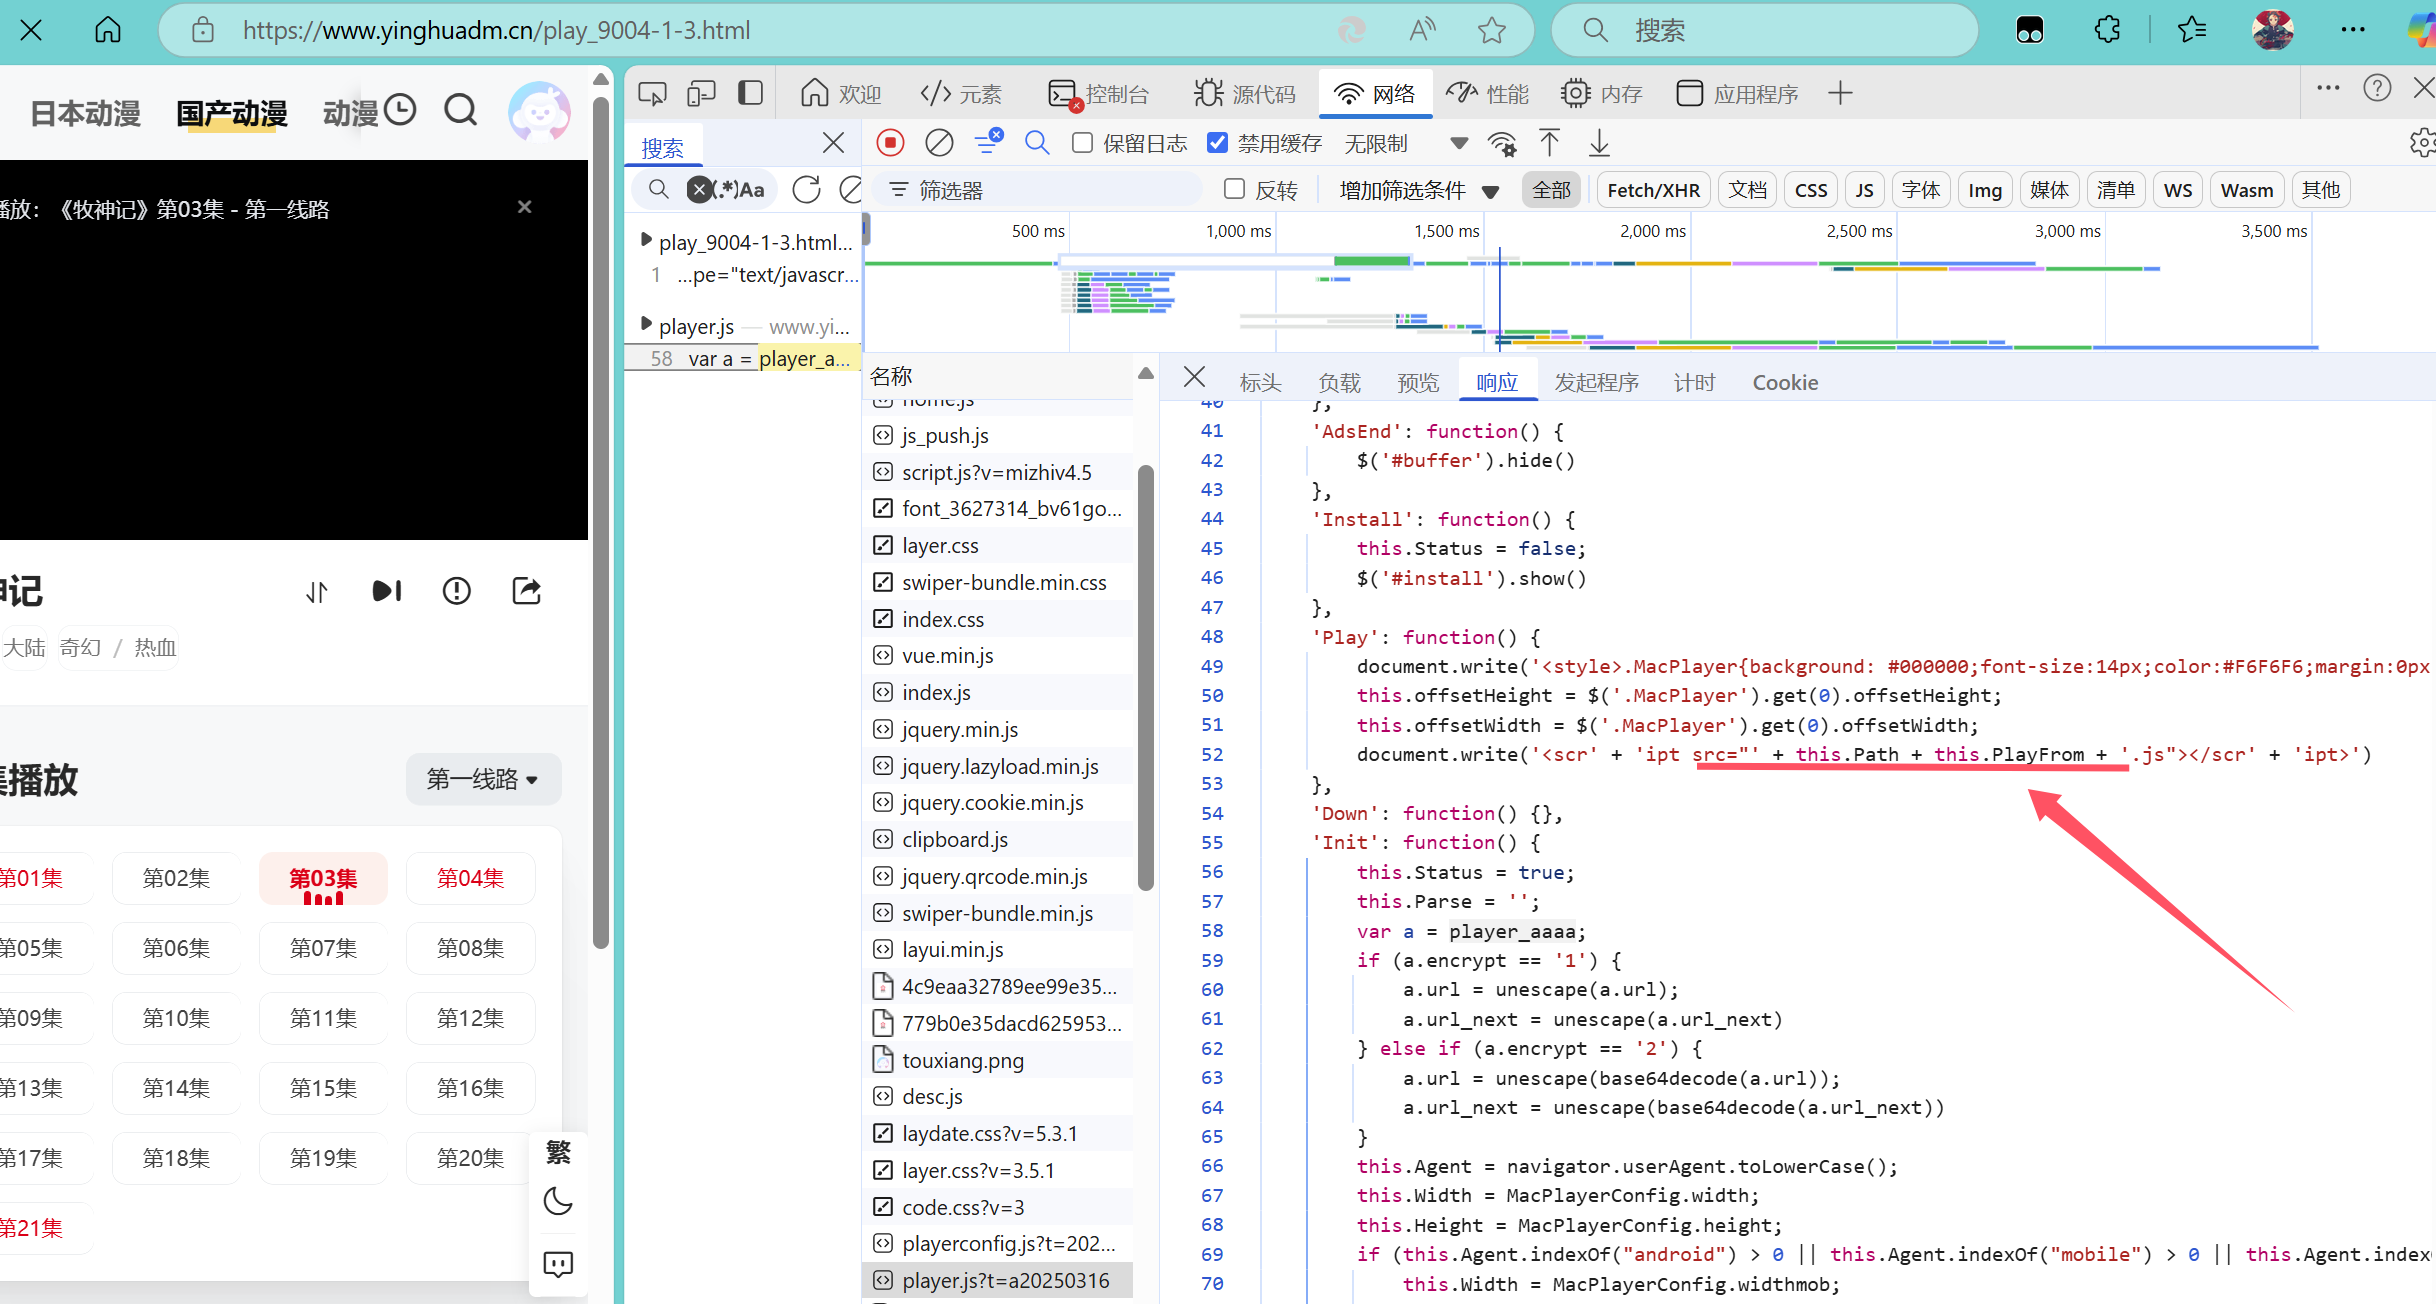 https://www.yinghuadm.cn/play_9004-1-3.html
搜索
日本动漫 国产动漫 动漫
播放：《牧神记》第03集 - 第一线路
大陆 奇幻 / 热血
集播放 第一线路
第01集 第02集 第03集 第04集
第05集 第06集 第07集 第08集
第09集 第10集 第11集 第12集
第13集 第14集 第15集 第16集
第17集 第18集 第19集 第20集
第21集
繁
欢迎 元素 控制台 源代码 网络 性能 内存 应用程序
搜索
保留日志 禁用缓存 无限制
(.*) Aa
筛选器 反转 增加筛选条件 全部 Fetch/XHR 文档 CSS JS 字体 Img 媒体 清单 WS Wasm 其他
play_9004-1-3.html...
1 ...pe="text/javascr...
player.js — www.yi...
58 var a = player_a...
500 ms 1,000 ms 1,500 ms 2,000 ms 2,500 ms 3,000 ms 3,500 ms
名称
home.js
js_push.js
script.js?v=mizhiv4.5
font_3627314_bv61go...
layer.css
swiper-bundle.min.css
index.css
vue.min.js
index.js
jquery.min.js
jquery.lazyload.min.js
jquery.cookie.min.js
clipboard.js
jquery.qrcode.min.js
swiper-bundle.min.js
layui.min.js
4c9eaa32789ee99e35...
779b0e35dacd625953...
touxiang.png
desc.js
laydate.css?v=5.3.1
layer.css?v=3.5.1
code.css?v=3
playerconfig.js?t=202...
player.js?t=a20250316
标头 负载 预览 响应 发起程序 计时 Cookie
40 },
41 'AdsEnd': function() {
42 $('#buffer').hide()
43 },
44 'Install': function() {
45 this.Status = false;
46 $('#install').show()
47 },
48 'Play': function() {
49 document.write('<style>.MacPlayer{background: #000000;font-size:14px;color:#F6F6F6;margin:0px
50 this.offsetHeight = $('.MacPlayer').get(0).offsetHeight;
51 this.offsetWidth = $('.MacPlayer').get(0).offsetWidth;
52 document.write('<scr' + 'ipt src="' + this.Path + this.PlayFrom + '.js"></scr' + 'ipt>')
53 },
54 'Down': function() {},
55 'Init': function() {
56 this.Status = true;
57 this.Parse = '';
58 var a = player_aaaa;
59 if (a.encrypt == '1') {
60 a.url = unescape(a.url);
61 a.url_next = unescape(a.url_next)
62 } else if (a.encrypt == '2') {
63 a.url = unescape(base64decode(a.url));
64 a.url_next = unescape(base64decode(a.url_next))
65 }
66 this.Agent = navigator.userAgent.toLowerCase();
67 this.Width = MacPlayerConfig.width;
68 this.Height = MacPlayerConfig.height;
69 if (this.Agent.indexOf("android") > 0 || this.Agent.indexOf("mobile") > 0 || this.Agent.index
70 this.Width = MacPlayerConfig.widthmob;